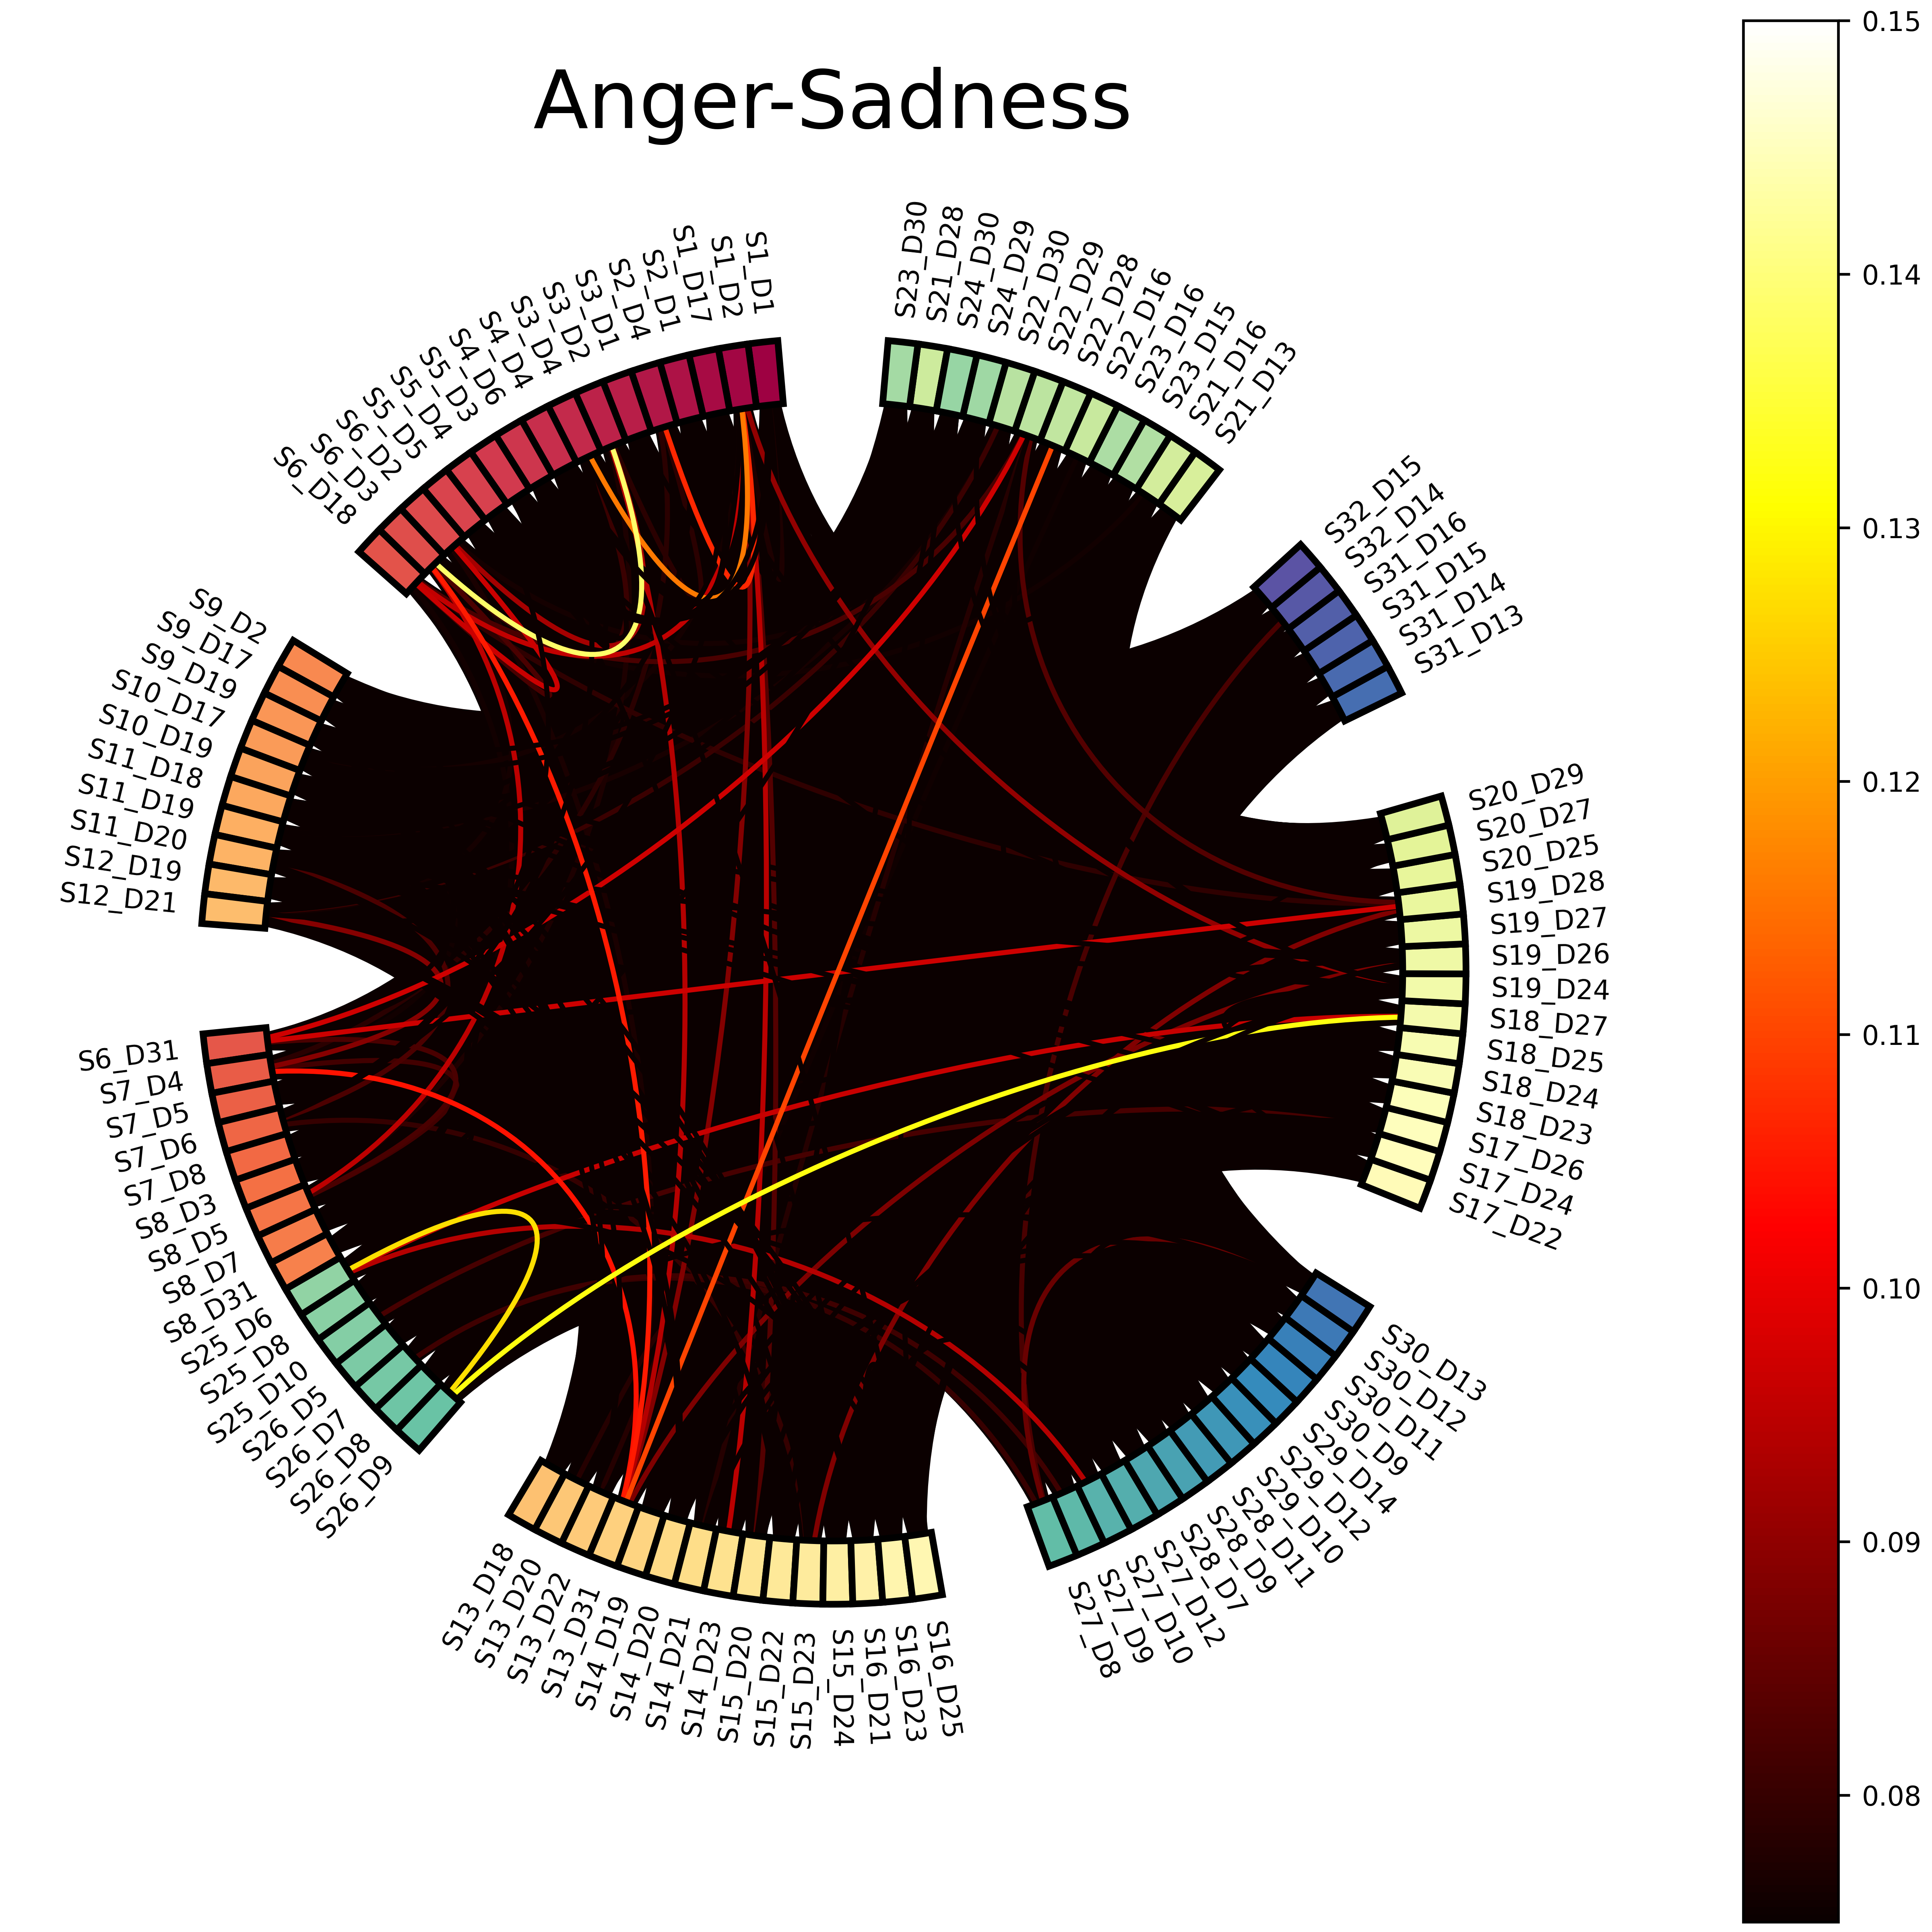 Anger-Sadness
S1_D1
S1_D2
S1_D17
S2_D1
S2_D4
S3_D1
S3_D2
S3_D4
S4_D4
S4_D6
S5_D3
S5_D4
S5_D5
S6_D2
S6_D3
S6_D18
S9_D2
S9_D17
S9_D19
S10_D17
S10_D19
S11_D18
S11_D19
S11_D20
S12_D19
S12_D21
S6_D31
S7_D4
S7_D5
S7_D6
S7_D8
S8_D3
S8_D5
S8_D7
S8_D31
S25_D6
S25_D8
S25_D10
S26_D5
S26_D7
S26_D8
S26_D9
S13_D18
S13_D20
S13_D22
S13_D31
S14_D19
S14_D20
S14_D21
S14_D23
S15_D20
S15_D22
S15_D23
S15_D24
S16_D21
S16_D23
S16_D25
S27_D8
S27_D9
S27_D10
S27_D12
S28_D7
S28_D9
S28_D11
S29_D10
S29_D12
S29_D14
S30_D9
S30_D11
S30_D12
S30_D13
S17_D22
S17_D24
S17_D26
S18_D23
S18_D24
S18_D25
S18_D27
S19_D24
S19_D26
S19_D27
S19_D28
S20_D25
S20_D27
S20_D29
S31_D13
S31_D14
S31_D15
S31_D16
S32_D14
S32_D15
S21_D13
S21_D16
S23_D15
S23_D16
S22_D16
S22_D28
S22_D29
S22_D30
S24_D29
S24_D30
S21_D28
S23_D30
0.15
0.14
0.13
0.12
0.11
0.10
0.09
0.08